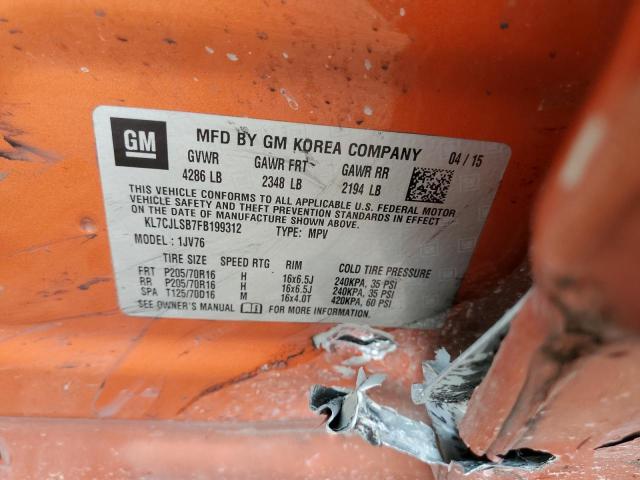 GM
MFD BY GM KOREA COMPANY 04 / 15
GVWR GAWR FRT GAWR RR
4286 LB 2348 LB 2194 LB
THIS VEHICLE CONFORMS TO ALL APPLICABLE U.S. FEDERAL MOTOR
VEHICLE SAFETY AND THEFT PREVENTION STANDARDS IN EFFECT
ON THE DATE OF MANUFACTURE SHOWN ABOVE.
KL7CJLSB7FB199312 TYPE: MPV
MODEL: 1JV76
TIRE SIZE SPEED RTG RIM COLD TIRE PRESSURE
FRT P205/70R16 H 16x6.5J 240KPA, 35 PSI
RR P205/70R16 H 16x6.5J 240KPA, 35 PSI
SPA T125/70D16 M 16x4.0T 420KPA, 60 PSI
SEE OWNER'S MANUAL FOR MORE INFORMATION.